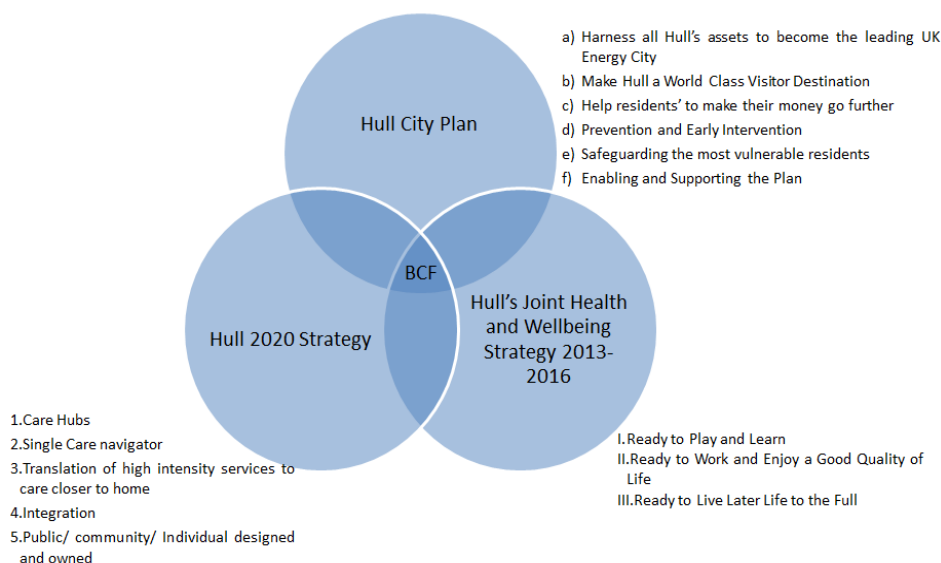 a) Harness all Hull's assets to become the leading UK
Energy City
b) Make Hull a World Class Visitor Destination
c) Help residents' to make their money go further
d) Prevention and Early Intervention
e) Safeguarding the most vulnerable residents
f) Enabling and Supporting the Plan
Hull City Plan
BCF
Hull 2020 Strategy
Hull's Joint Health
and Wellbeing
Strategy 2013-
2016
1.Care Hubs
2.Single Care navigator
3.Translation of high intensity services to
care closer to home
4.Integration
5.Public/ community/ Individual designed
and owned
I.Ready to Play and Learn
II.Ready to Work and Enjoy a Good Quality of
Life
III.Ready to Live Later Life to the Full